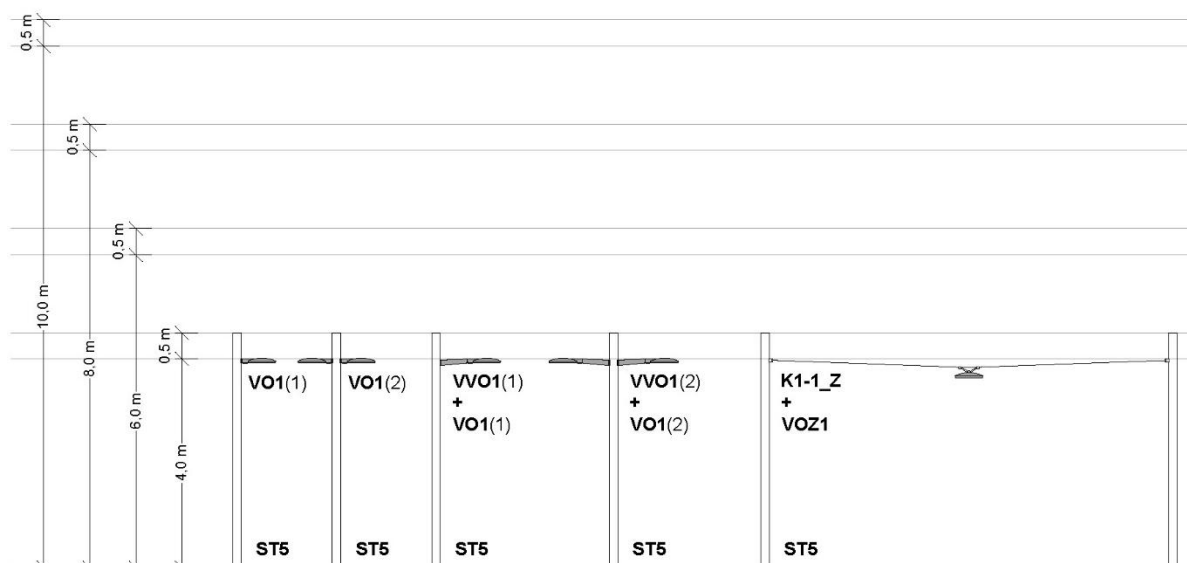 0,5 m
0,5 m
0,5 m
10,0 m
0,5 m
8,0 m
6,0 m
4,0 m
VO1(1)
VO1(2)
VVO1(1)
+
VO1(1)
VVO1(2)
+
VO1(2)
K1-1_Z
+
VOZ1
ST5
ST5
ST5
ST5
ST5